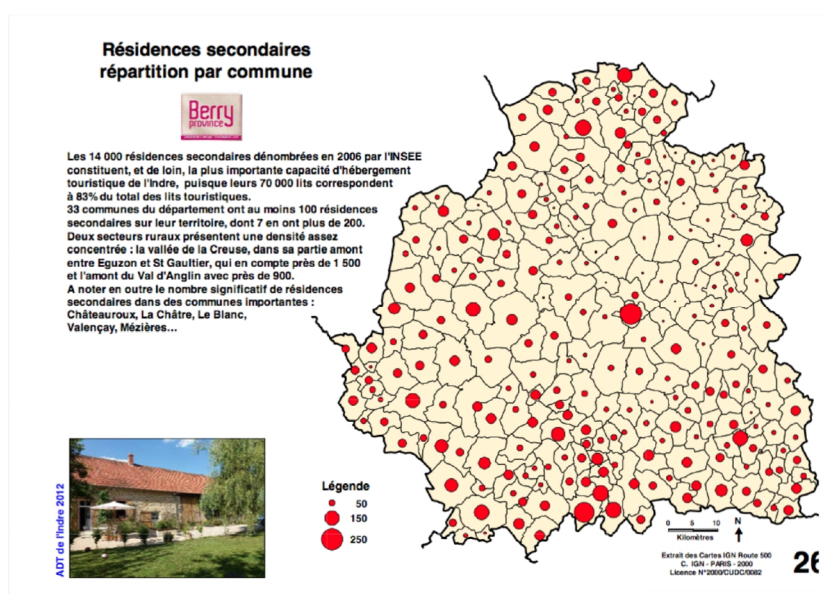 Résidences secondaires
répartition par commune
Berry
province
Les 14 000 résidences secondaires dénombrées en 2006 par l'INSEE
constituent, et de loin, la plus importante capacité d'hébergement
touristique de l'Indre, puisque leurs 70 000 lits correspondent
à 83% du total des lits touristiques.
33 communes du département ont au moins 100 résidences
secondaires sur leur territoire, dont 7 en ont plus de 200.
Deux secteurs ruraux présentent une densité assez
concentrée : la vallée de la Creuse, dans sa partie amont
entre Eguzon et St Gaultier, qui en compte près de 1 500
et l'amont du Val d'Anglin avec près de 900.
A noter en outre le nombre significatif de résidences
secondaires dans des communes importantes :
Châteauroux, La Châtre, Le Blanc,
Valençay, Mézières...
ADT de l'Indre 2012
Légende
50
150
250
0 5 10
Kilomètres
N
Extrait des Cartes IGN Route 500
C. IGN - PARIS - 2000
Licence N°2000/CUDC/0082
26